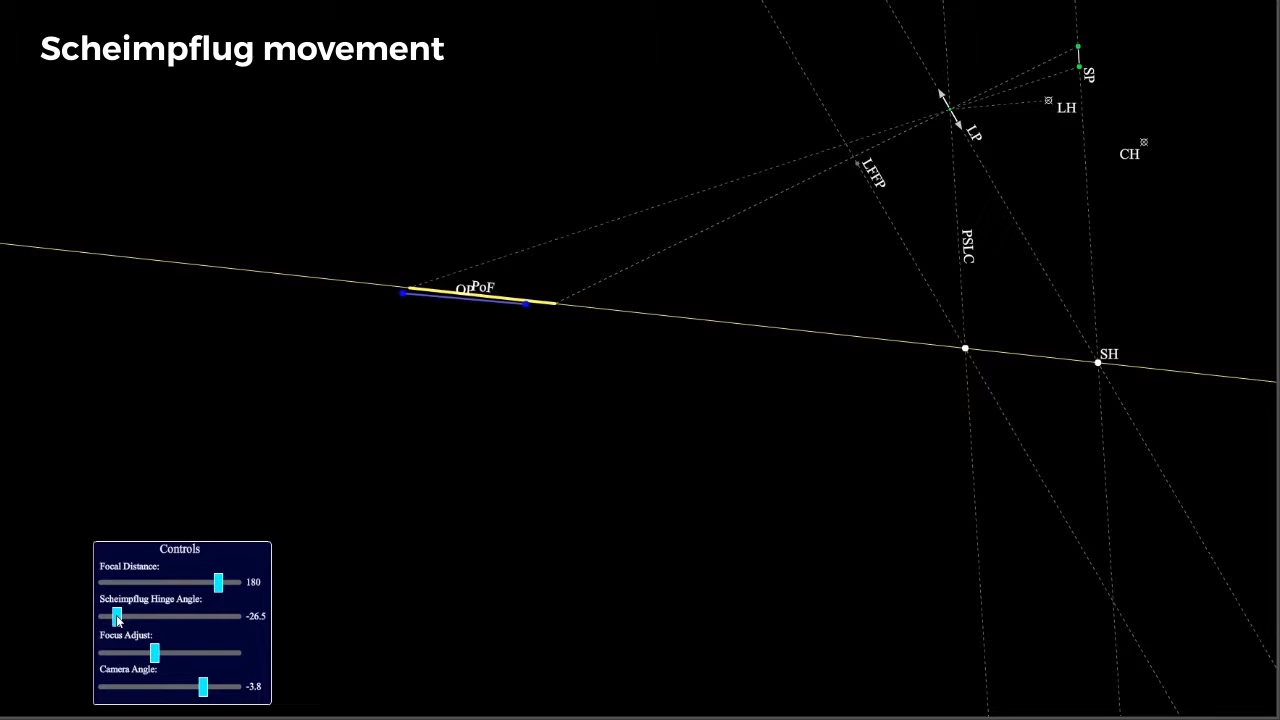 Scheimpflug movement
SP
LH
LP
CH
LFFP
PSLC
OP
PoF
SH
Controls
Focal Distance:
180
Scheimpflug Hinge Angle:
-26.5
Focus Adjust:
Camera Angle:
-3.8